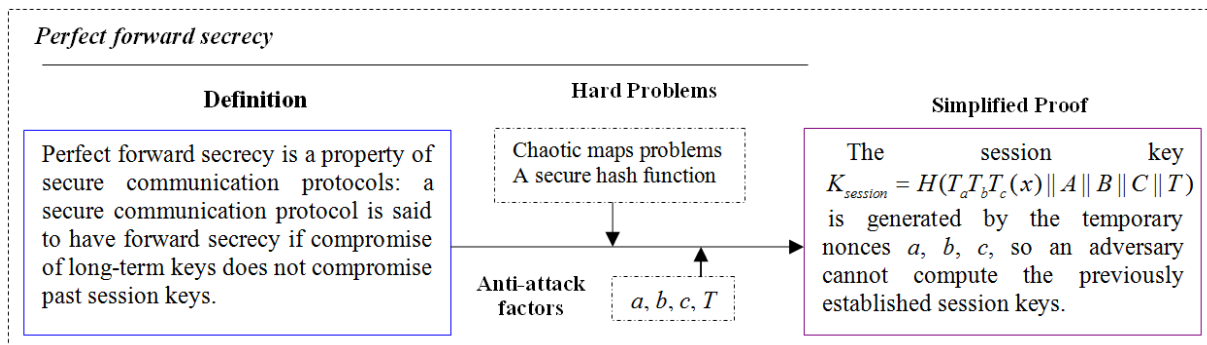 Perfect forward secrecy
Definition
Perfect forward secrecy is a property of
secure communication protocols: a
secure communication protocol is said
to have forward secrecy if compromise
of long-term keys does not compromise
past session keys.
Hard Problems
Chaotic maps problems
A secure hash function
Anti-attack
factors
a, b, c, T
Simplified Proof
The session key
K_session = H(T_a T_b T_c (x) || A || B || C || T)
is generated by the temporary
nonces a, b, c, so an adversary
cannot compute the previously
established session keys.